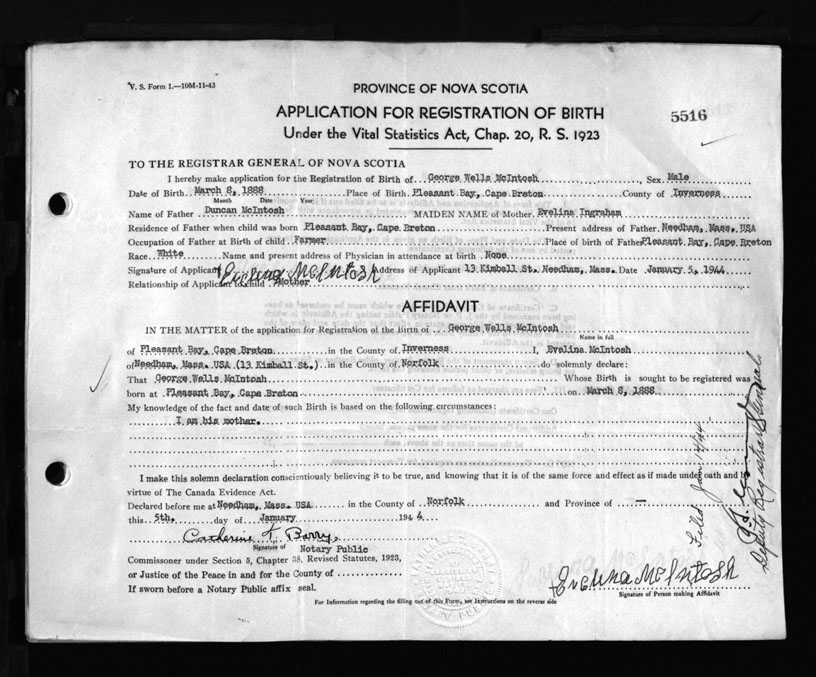 V. S. Form 1.—10M-11-43
PROVINCE OF NOVA SCOTIA
APPLICATION FOR REGISTRATION OF BIRTH
5516
Under the Vital Statistics Act, Chap. 20, R. S. 1923
TO THE REGISTRAR GENERAL OF NOVA SCOTIA
I hereby make application for the Registration of Birth of George Wells McIntosh, Sex Male
Date of Birth March 8, 1888 Place of Birth Pleasant Bay, Cape Breton County of Inverness
Month Date Year
Name of Father Duncan McIntosh MAIDEN NAME of Mother Evelina Ingraham
Residence of Father when child was born Pleasant Bay, Cape Breton Present address of Father Needham, Mass. USA
Occupation of Father at Birth of child Farmer Place of birth of Father Pleasant Bay, Cape Breton
Race White Name and present address of Physician in attendance at birth None
Signature of Applicant Evelina McIntosh Address of Applicant 13 Kimball St. Needham, Mass. Date January 5, 1944
Relationship of Applicant to child Mother
AFFIDAVIT
IN THE MATTER of the application for Registration of the Birth of George Wells McIntosh
Name in full
of Pleasant Bay, Cape Breton in the County of Inverness I, Evelina McIntosh
of Needham, Mass. USA (13 Kimball St.) in the County of Norfolk do solemnly declare:
That George Wells McIntosh Whose Birth is sought to be registered was
born at Pleasant Bay, Cape Breton on March 8, 1888
My knowledge of the fact and date of such Birth is based on the following circumstances:
I am his mother.
I make this solemn declaration conscientiously believing it to be true, and knowing that it is of the same force and effect as if made under oath and by
virtue of The Canada Evidence Act.
Declared before me at Needham, Mass. USA in the County of Norfolk and Province of —
this 5th. day of January 1944
Catherine F. Barry
Signature of Notary Public
Commissoner under Section 5, Chapter 38, Revised Statutes, 1923,
or Justice of the Peace in and for the County of
If sworn before a Notary Public affix seal.
Evelina McIntosh
Signature of Person making Affidavit
For Information regarding the filling out of this Form, see Instructions on the reverse side
Filed Jan 14/44
Deputy Registrar General